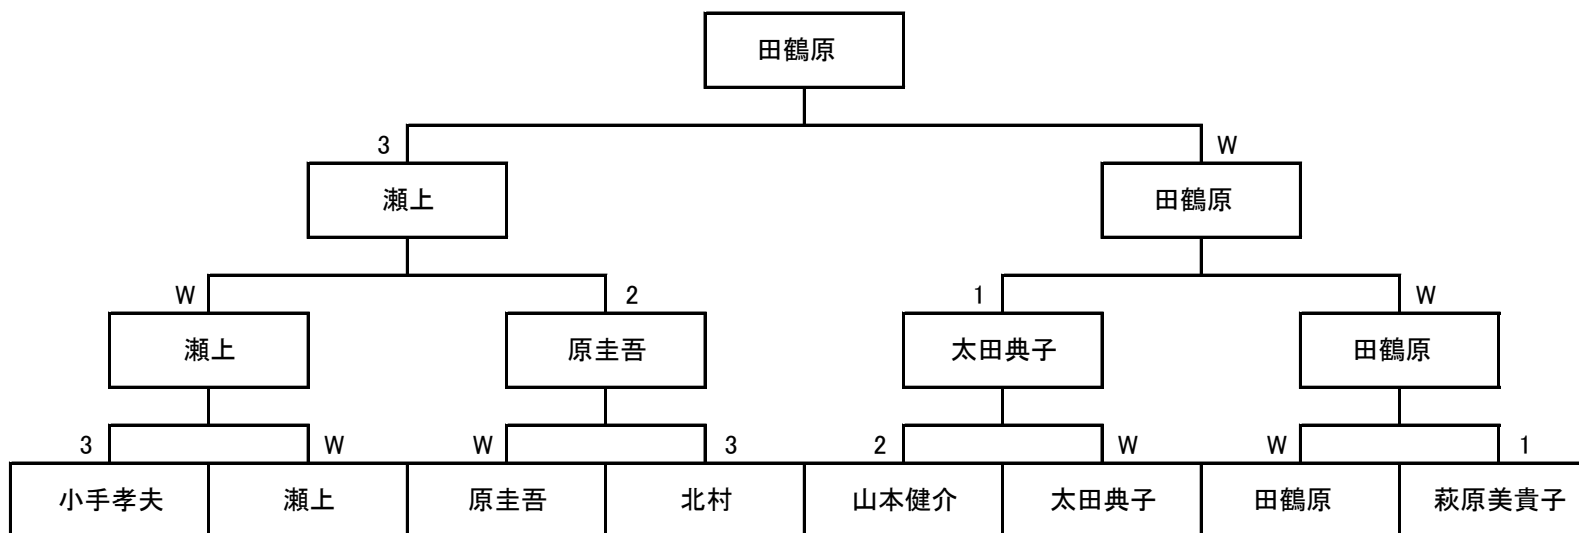 田鶴原
3 W
瀬上 田鶴原
W 2 1 W
瀬上 原圭吾 太田典子 田鶴原
3 W W 3 2 W W 1
小手孝夫 瀬上 原圭吾 北村 山本健介 太田典子 田鶴原 萩原美貴子